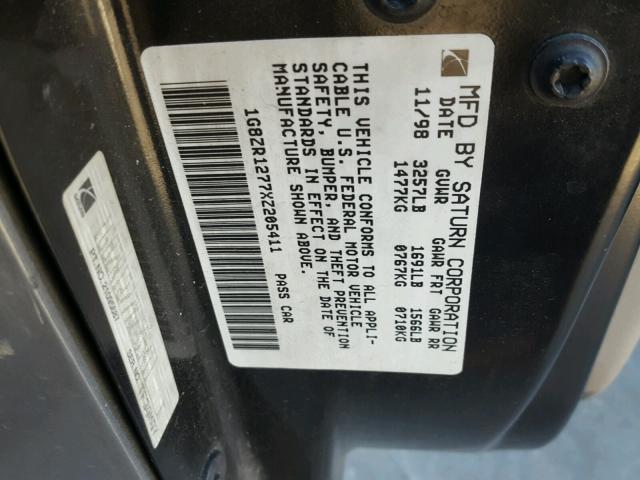 MFD BY SATURN CORPORATION
DATE GVWR GAWR FRT GAWR RR
11/98 3257LB 1691LB 1566LB
1477KG 0767KG 0710KG
THIS VEHICLE CONFORMS TO ALL APPLI-
CABLE U.S. FEDERAL MOTOR VEHICLE
SAFETY, BUMPER, AND THEFT PREVENTION
STANDARDS IN EFFECT ON THE DATE OF
MANUFACTURE SHOWN ABOVE.
1G8ZR1277XZ205411 PASS CAR